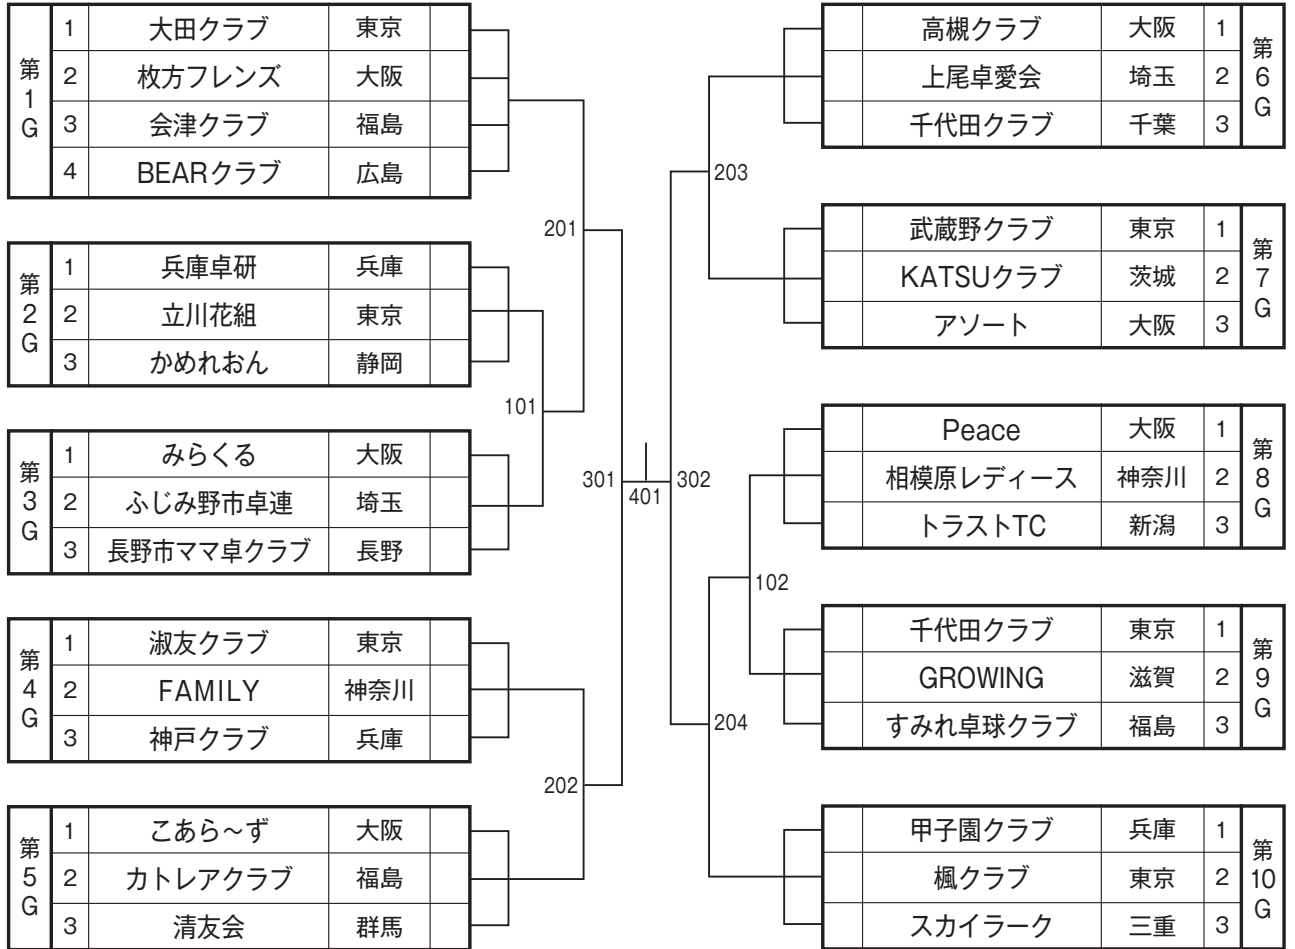 第1G
1 大田クラブ 東京
2 枚方フレンズ 大阪
3 会津クラブ 福島
4 BEARクラブ 広島
第2G
1 兵庫卓研 兵庫
2 立川花組 東京
3 かめれおん 静岡
第3G
1 みらくる 大阪
2 ふじみ野市卓連 埼玉
3 長野市ママ卓クラブ 長野
第4G
1 淑友クラブ 東京
2 FAMILY 神奈川
3 神戸クラブ 兵庫
第5G
1 こあら～ず 大阪
2 カトレアクラブ 福島
3 清友会 群馬
201
101
202
301
401
302
203
102
204
高槻クラブ 大阪 1
上尾卓愛会 埼玉 2
千代田クラブ 千葉 3
第6G
武蔵野クラブ 東京 1
KATSUクラブ 茨城 2
アソート 大阪 3
第7G
Peace 大阪 1
相模原レディース 神奈川 2
トラストTC 新潟 3
第8G
千代田クラブ 東京 1
GROWING 滋賀 2
すみれ卓球クラブ 福島 3
第9G
甲子園クラブ 兵庫 1
楓クラブ 東京 2
スカイラーク 三重 3
第10G